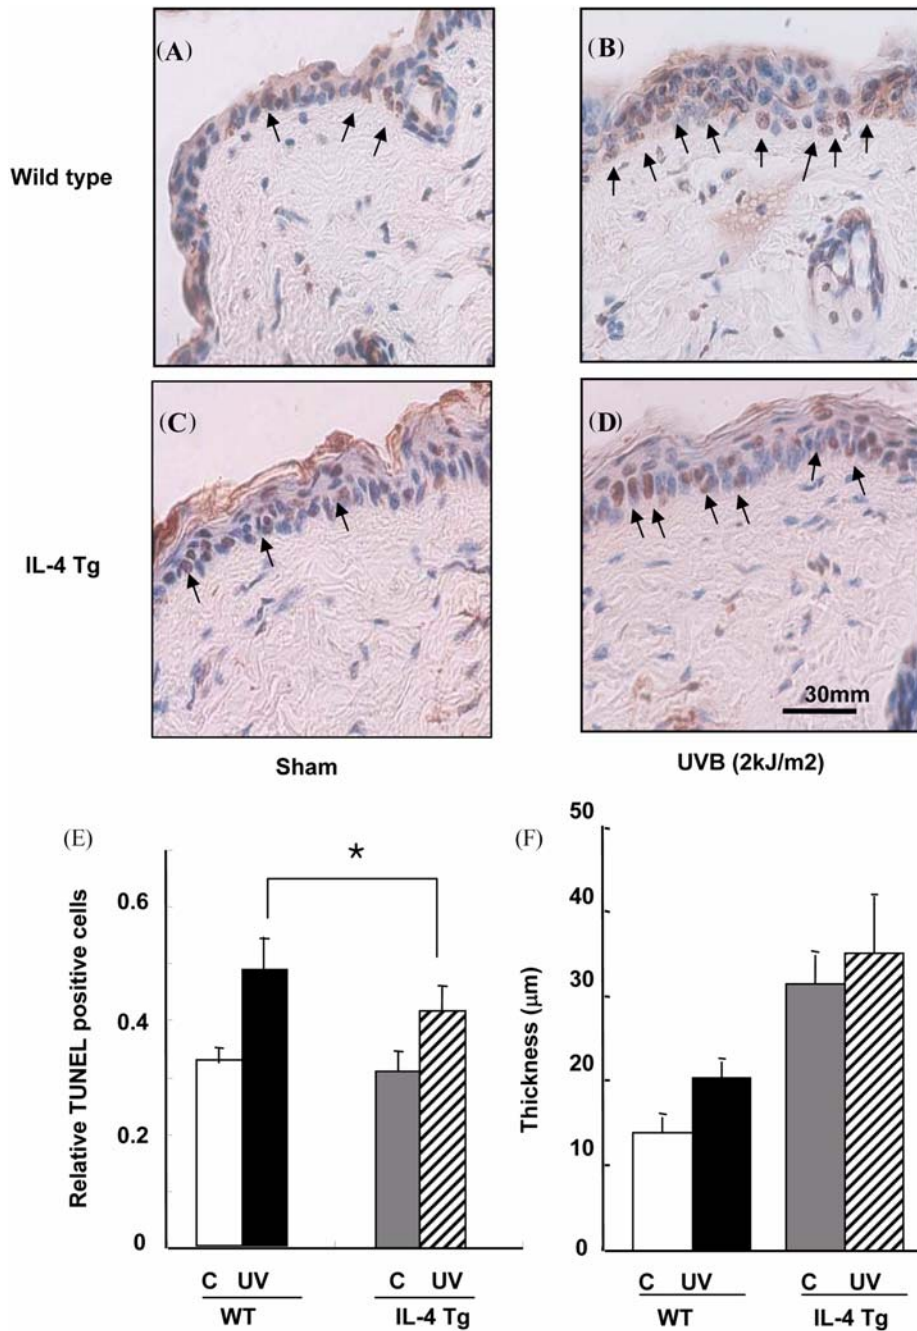 (A)
(B)
Wild type
(C)
(D)
IL-4 Tg
30mm
Sham
UVB (2kJ/m2)
(E)
*
Relative TUNEL positive cells
0.6
0.4
0.2
0
C UV
C UV
WT
IL-4 Tg
(F)
Thickness (μm)
50
40
30
20
10
0
C UV
C UV
WT
IL-4 Tg